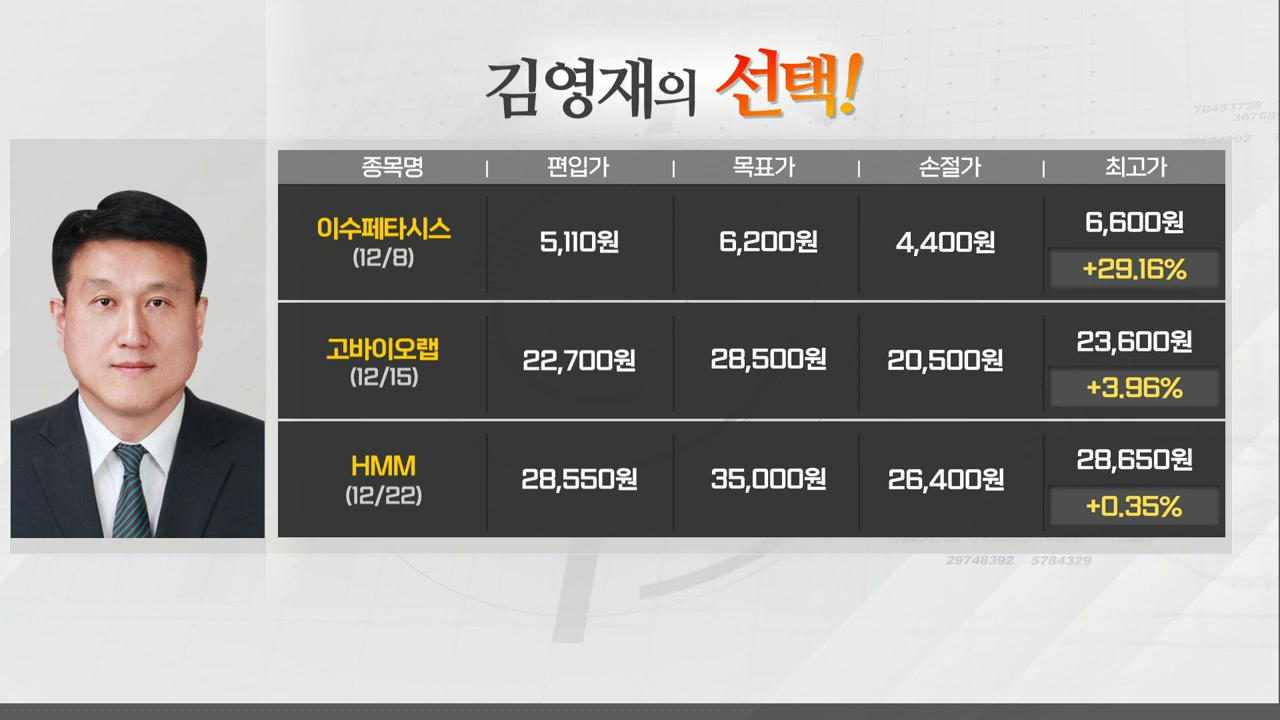 김영재의 선택!
종목명 | 편입가 | 목표가 | 손절가 | 최고가
이수페타시스 (12/8) 5,110원 6,200원 4,400원 6,600원 +29.16%
고바이오랩 (12/15) 22,700원 28,500원 20,500원 23,600원 +3.96%
HMM (12/22) 28,550원 35,000원 26,400원 28,650원 +0.35%
78453728
29748392 5784329